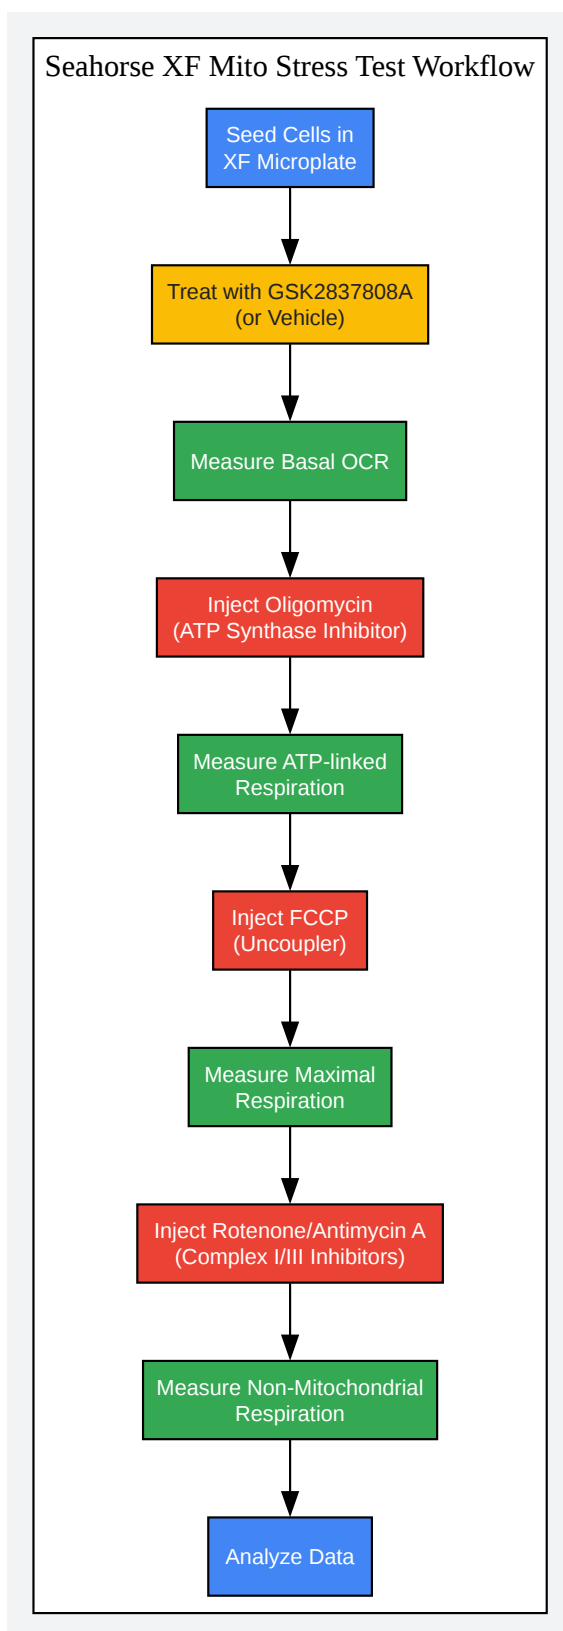 Seahorse XF Mito Stress Test Workflow
Seed Cells in
XF Microplate
Treat with GSK2837808A
(or Vehicle)
Measure Basal OCR
Inject Oligomycin
(ATP Synthase Inhibitor)
Measure ATP-linked
Respiration
Inject FCCP
(Uncoupler)
Measure Maximal
Respiration
Inject Rotenone/Antimycin A
(Complex I/III Inhibitors)
Measure Non-Mitochondrial
Respiration
Analyze Data